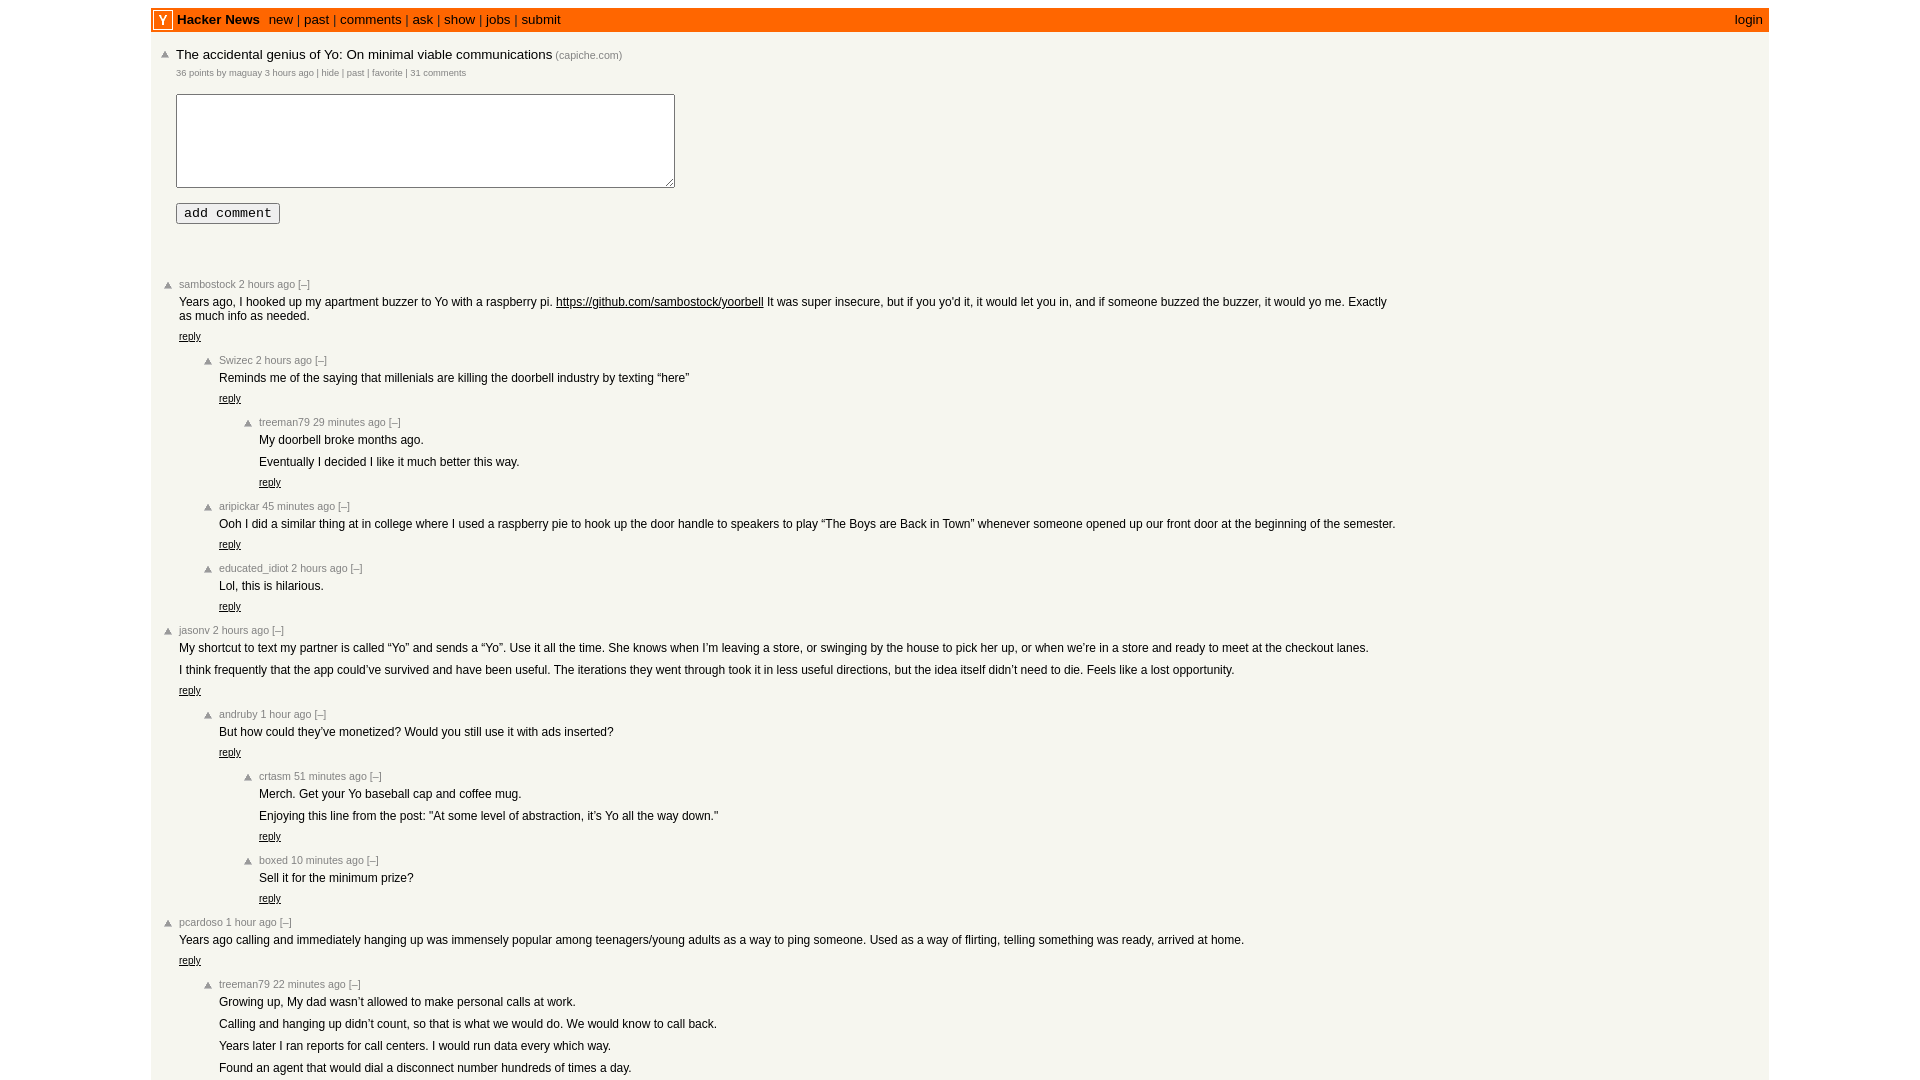 Y Hacker News new | past | comments | ask | show | jobs | submit login
The accidental genius of Yo: On minimal viable communications (capiche.com)
36 points by maguay 3 hours ago | hide | past | favorite | 31 comments
add comment
sambostock 2 hours ago [–]
Years ago, I hooked up my apartment buzzer to Yo with a raspberry pi. https://github.com/sambostock/yoorbell It was super insecure, but if you yo'd it, it would let you in, and if someone buzzed the buzzer, it would yo me. Exactly
as much info as needed.
reply
Swizec 2 hours ago [–]
Reminds me of the saying that millenials are killing the doorbell industry by texting “here”
reply
treeman79 29 minutes ago [–]
My doorbell broke months ago.
Eventually I decided I like it much better this way.
reply
aripickar 45 minutes ago [–]
Ooh I did a similar thing at in college where I used a raspberry pie to hook up the door handle to speakers to play “The Boys are Back in Town” whenever someone opened up our front door at the beginning of the semester.
reply
educated_idiot 2 hours ago [–]
Lol, this is hilarious.
reply
jasonv 2 hours ago [–]
My shortcut to text my partner is called “Yo” and sends a “Yo”. Use it all the time. She knows when I’m leaving a store, or swinging by the house to pick her up, or when we’re in a store and ready to meet at the checkout lanes.
I think frequently that the app could’ve survived and have been useful. The iterations they went through took it in less useful directions, but the idea itself didn’t need to die. Feels like a lost opportunity.
reply
andruby 1 hour ago [–]
But how could they’ve monetized? Would you still use it with ads inserted?
reply
crtasm 51 minutes ago [–]
Merch. Get your Yo baseball cap and coffee mug.
Enjoying this line from the post: "At some level of abstraction, it’s Yo all the way down."
reply
boxed 10 minutes ago [–]
Sell it for the minimum prize?
reply
pcardoso 1 hour ago [–]
Years ago calling and immediately hanging up was immensely popular among teenagers/young adults as a way to ping someone. Used as a way of flirting, telling something was ready, arrived at home.
reply
treeman79 22 minutes ago [–]
Growing up, My dad wasn’t allowed to make personal calls at work.
Calling and hanging up didn’t count, so that is what we would do. We would know to call back.
Years later I ran reports for call centers. I would run data every which way.
Found an agent that would dial a disconnect number hundreds of times a day.